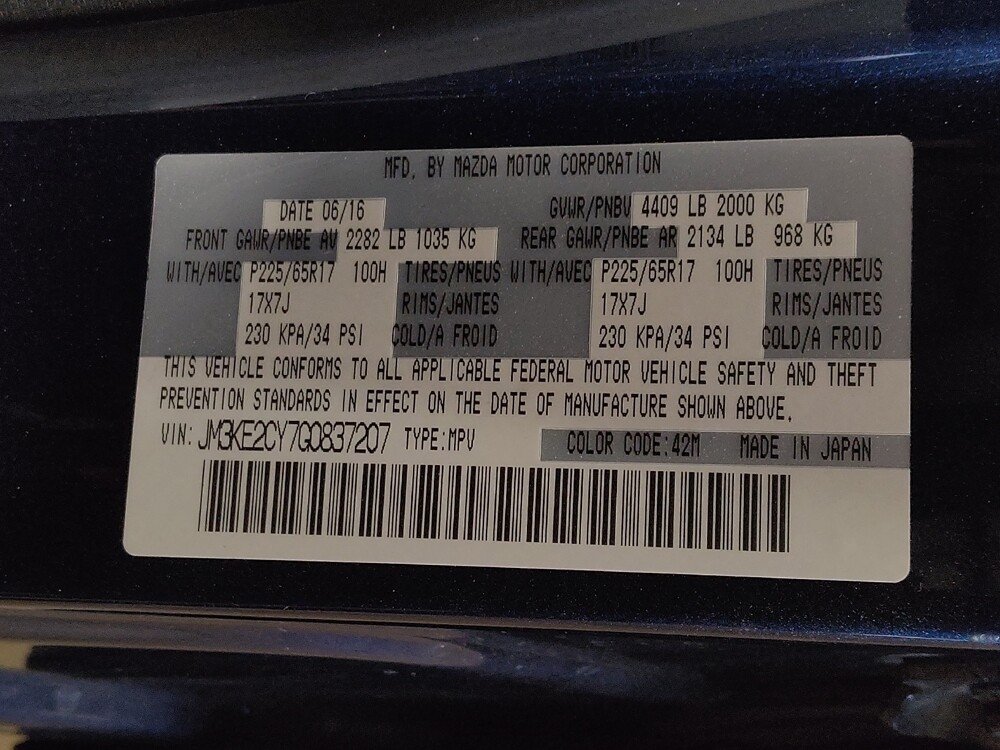 MFD. BY MAZDA MOTOR CORPORATION
DATE 06/16 GVWR/PNBV 4409 LB 2000 KG
FRONT GAWR/PNBE AV 2282 LB 1035 KG REAR GAWR/PNBE AR 2134 LB 968 KG
WITH/AVEC P225/65R17 100H TIRES/PNEUS WITH/AVEC P225/65R17 100H TIRES/PNEUS
17X7J RIMS/JANTES 17X7J RIMS/JANTES
230 KPA/34 PSI COLD/A FROID 230 KPA/34 PSI COLD/A FROID
THIS VEHICLE CONFORMS TO ALL APPLICABLE FEDERAL MOTOR VEHICLE SAFETY AND THEFT
PREVENTION STANDARDS IN EFFECT ON THE DATE OF MANUFACTURE SHOWN ABOVE.
VIN: JM3KE2CY7G0837207 TYPE:MPV COLOR CODE:42M MADE IN JAPAN